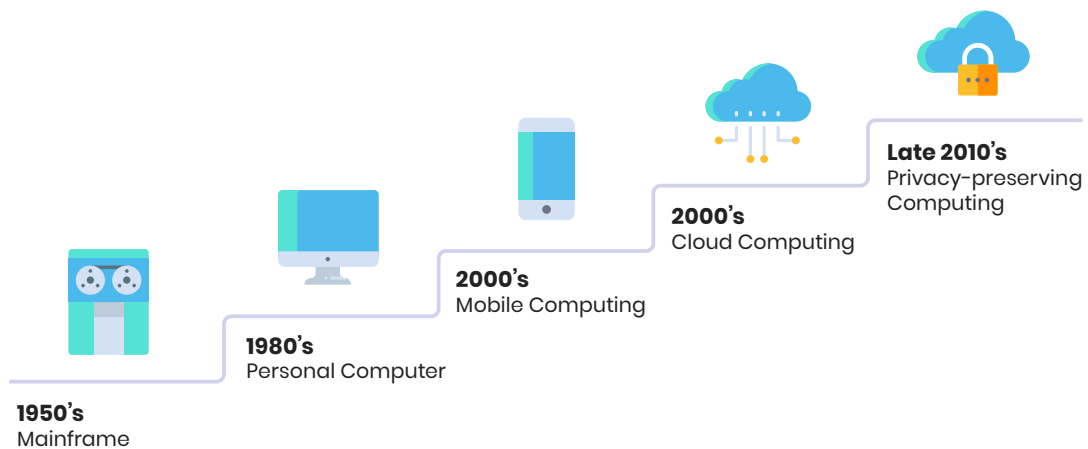 1950’s
Mainframe
1980’s
Personal Computer
2000’s
Mobile Computing
2000’s
Cloud Computing
Late 2010’s
Privacy-preserving
Computing